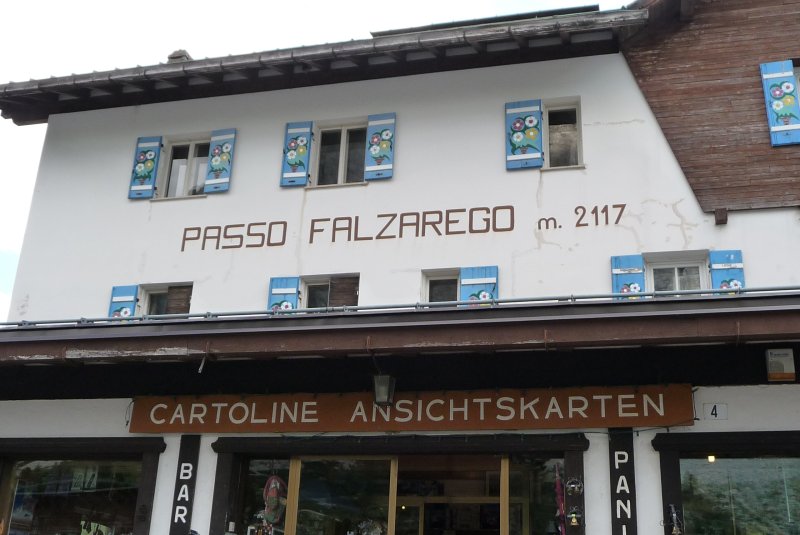 PASSO FALZAREGO m. 2117
CARTOLINE ANSICHTSKARTEN
4
BAR
PANI